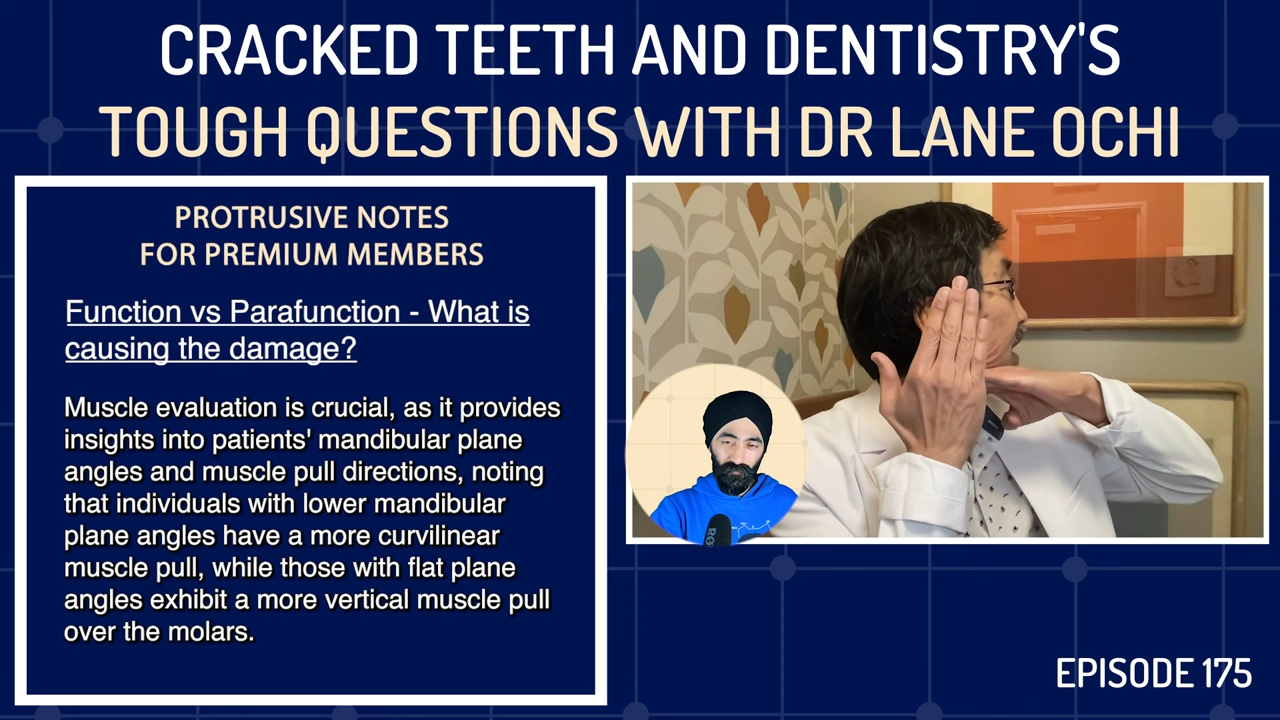 CRACKED TEETH AND DENTISTRY'S
TOUGH QUESTIONS WITH DR LANE OCHI
PROTRUSIVE NOTES
FOR PREMIUM MEMBERS
Function vs Parafunction - What is
causing the damage?
Muscle evaluation is crucial, as it provides
insights into patients' mandibular plane
angles and muscle pull directions, noting
that individuals with lower mandibular
plane angles have a more curvilinear
muscle pull, while those with flat plane
angles exhibit a more vertical muscle pull
over the molars.
EPISODE 175